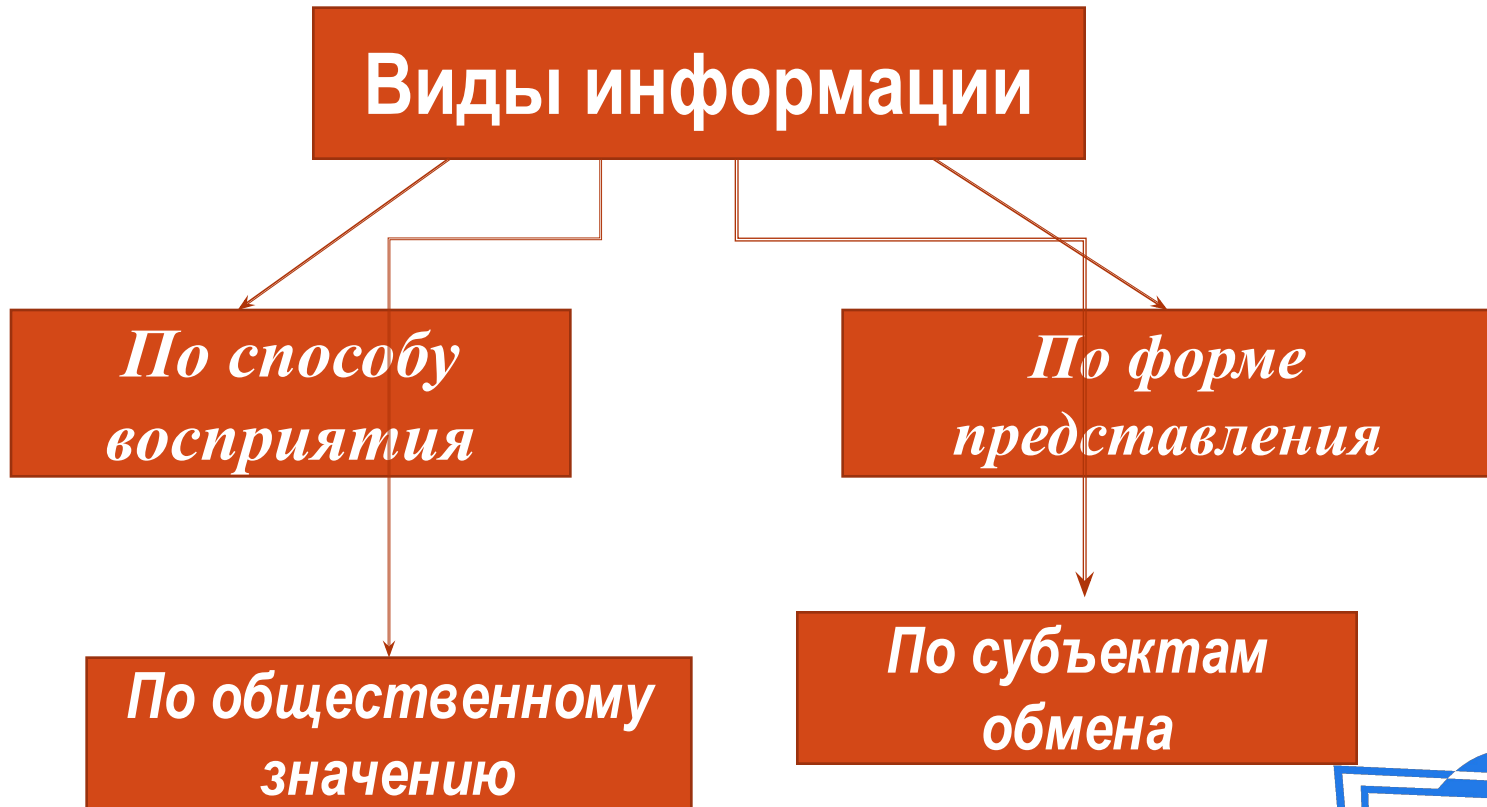 Виды информации
По способу
восприятия
По форме
представления
По общественному
значению
По субъектам
обмена